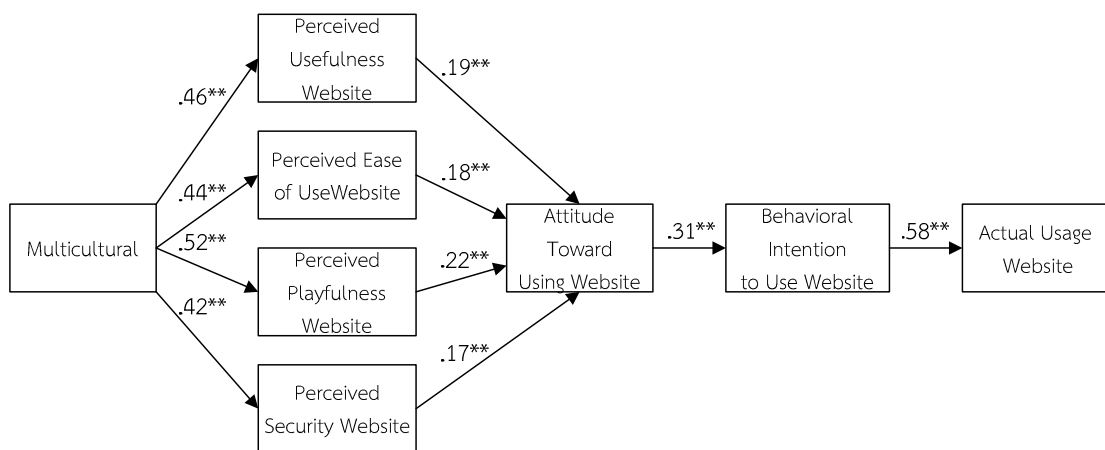 Perceived
Usefulness
Website
.46**
.19**
Perceived Ease
of UseWebsite
.44**
.18**
Multicultural
.52**
Perceived
Playfulness
Website
.22**
.42**
Perceived
Security Website
.17**
Attitude
Toward
Using Website
.31**
Behavioral
Intention
to Use Website
.58**
Actual Usage
Website